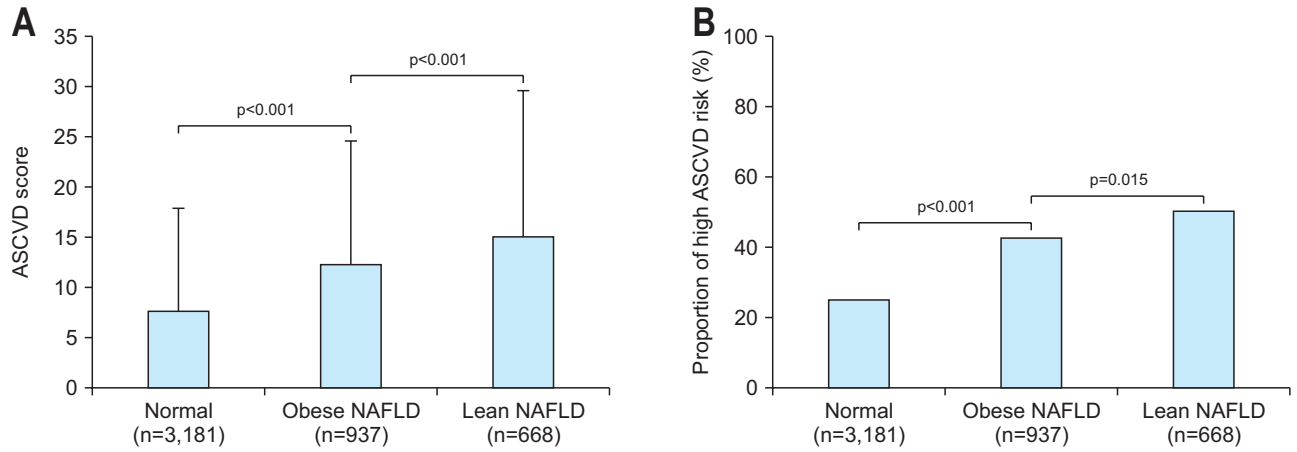 A
ASCVD score
35
30
25
20
15
10
5
0
p<0.001
p<0.001
Normal
(n=3,181)
Obese NAFLD
(n=937)
Lean NAFLD
(n=668)
B
Proportion of high ASCVD risk (%)
100
80
60
40
20
0
p<0.001
p=0.015
Normal
(n=3,181)
Obese NAFLD
(n=937)
Lean NAFLD
(n=668)